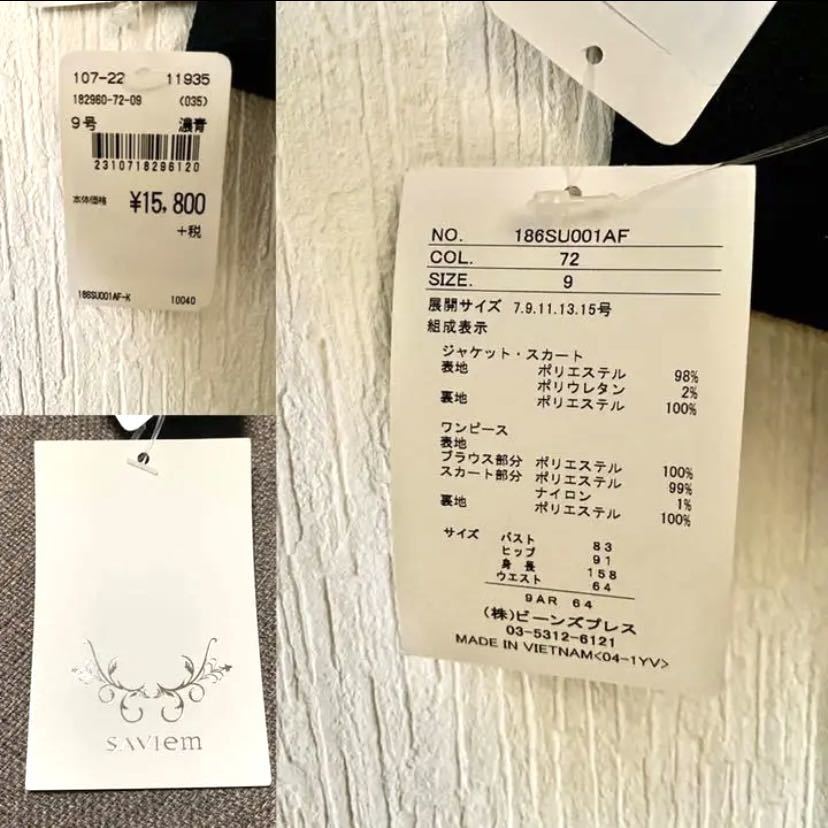 107-22 11935
182960-72-09 (035)
9号 濃青
2310718296120
本体価格 ¥15,800
+税
186SU001AF-K 10040
NO. 186SU001AF
COL. 72
SIZE. 9
展開サイズ 7.9.11.13.15号
組成表示
ジャケット・スカート
表地 ポリエステル 98%
ポリウレタン 2%
裏地 ポリエステル 100%
ワンピース
表地
ブラウス部分 ポリエステル 100%
スカート部分 ポリエステル 99%
ナイロン 1%
裏地 ポリエステル 100%
サイズ バスト 83
ヒップ 91
身長 158
ウエスト 64
9AR 64
(株)ビーンズプレス
03-5312-6121
MADE IN VIETNAM<04-1YV>
saviem